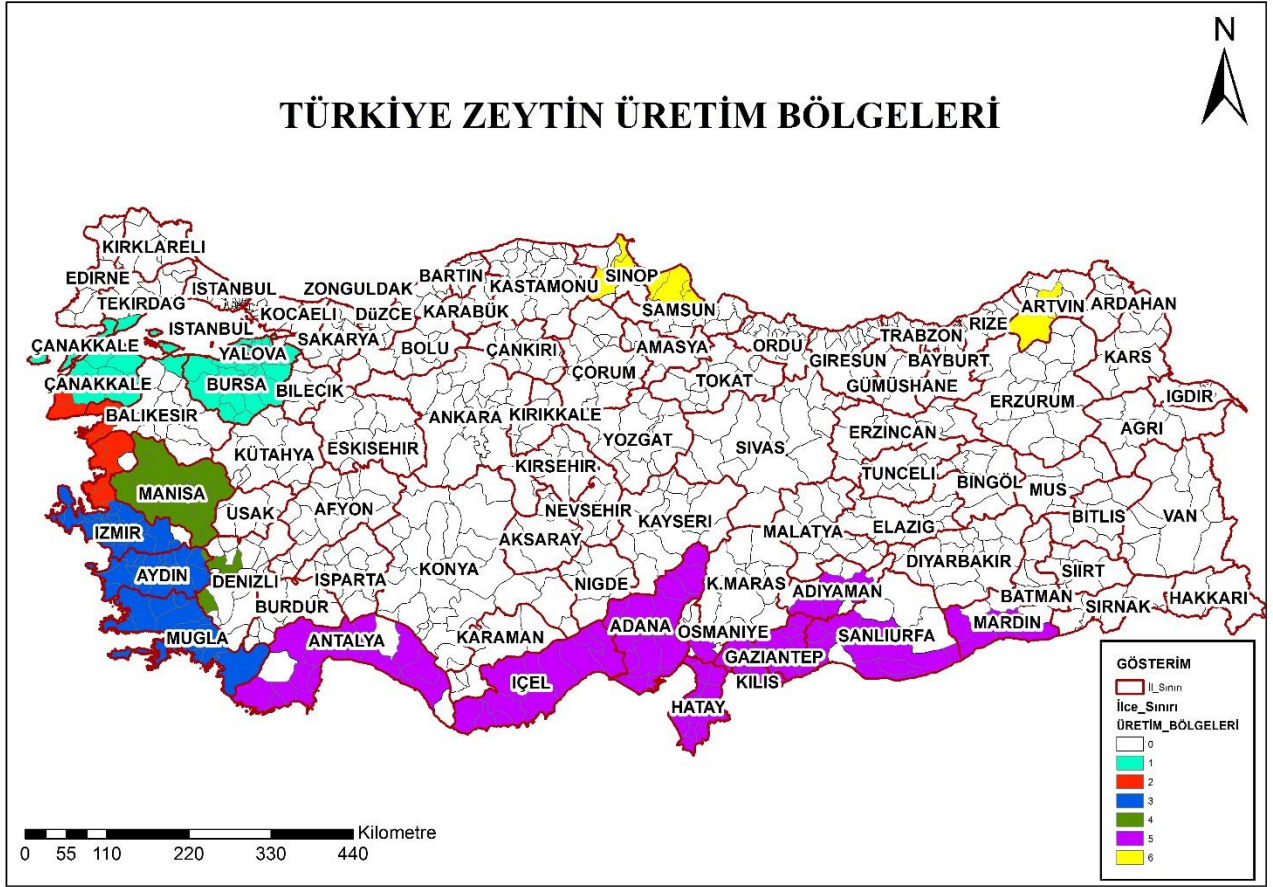 N
TÜRKİYE ZEYTİN ÜRETİM BÖLGELERİ
KIRKLARELI
EDIRNE
TEKIRDAG
ISTANBUL
ISTANBUL
ZONGULDAK
BARTIN
KASTAMONU
SINOP
SAMSUN
KOCAELI
DüZCE
KARABÜK
SAKARYA
ÇANAKKALE
YALOVA
BOLU
ÇANKIRI
AMASYA
ORDU
GIRESUN
TRABZON
RIZE
ARTVIN
ARDAHAN
BAYBURT
KARS
ÇANAKKALE
BURSA
BILECIK
ÇORUM
TOKAT
GÜMÜSHANE
ERZURUM
IGDIR
BALIKESIR
ANKARA
KIRIKKALE
AGRI
KÜTAHYA
ESKISEHIR
YOZGAT
SIVAS
ERZINCAN
KIRSEHIR
TUNCELI
MANISA
USAK
AFYON
NEVSEHIR
KAYSERI
BINGÖL
MUS
BITLIS
VAN
IZMIR
AKSARAY
MALATYA
ELAZIG
DIYARBAKIR
AYDIN
DENIZLI
ISPARTA
KONYA
NIGDE
K.MARAS
ADIYAMAN
SIIRT
BATMAN
SIRNAK
HAKKARI
BURDUR
MUGLA
ANTALYA
KARAMAN
ADANA
OSMANIYE
SANLIURFA
MARDIN
GAZIANTEP
IÇEL
KILIS
HATAY
GÖSTERİM
İl_Sınırı
İlce_Sınırı
ÜRETİM_BÖLGELERİ
0
1
2
3
4
5
6
Kilometre
0 55 110 220 330 440